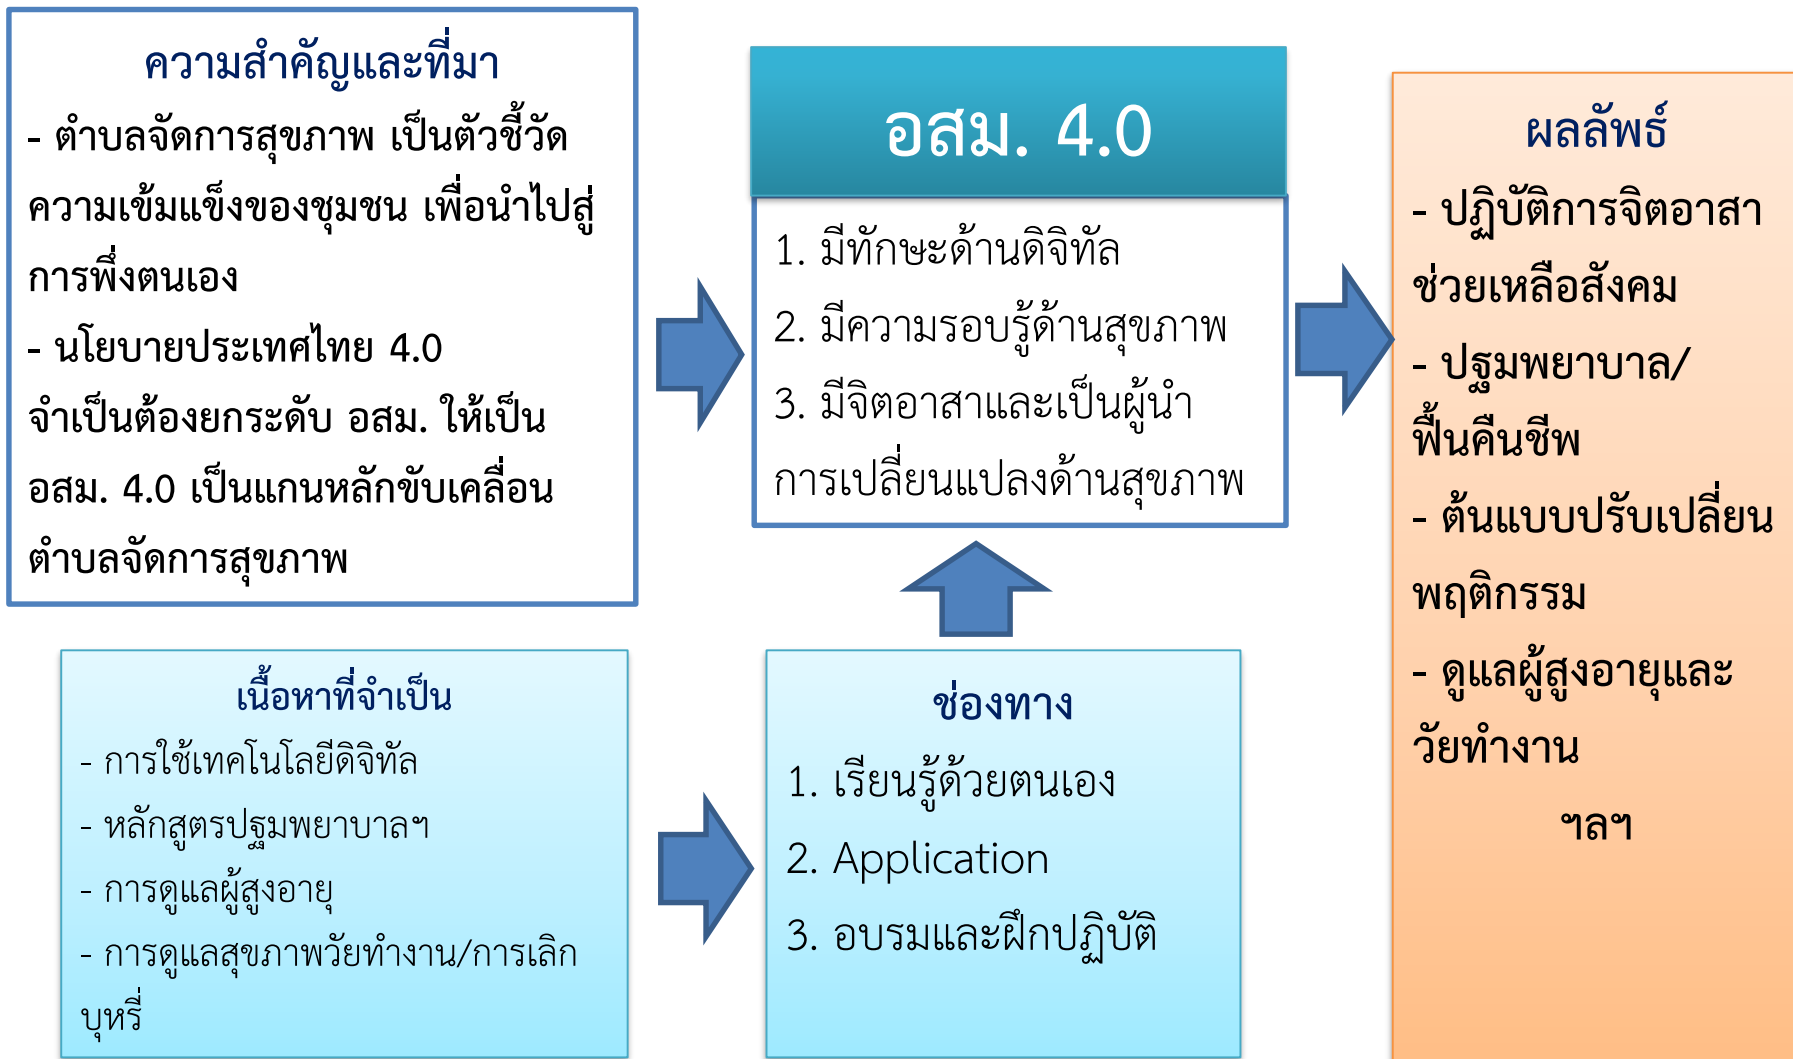 ความสำคัญและที่มา
- ตำบลจัดการสุขภาพ เป็นตัวชี้วัด
ความเข้มแข็งของชุมชน เพื่อนำไปสู่
การพึ่งตนเอง
- นโยบายประเทศไทย 4.0
จำเป็นต้องยกระดับ อสม. ให้เป็น
อสม. 4.0 เป็นแกนหลักขับเคลื่อน
ตำบลจัดการสุขภาพ
อสม. 4.0
1. มีทักษะด้านดิจิทัล
2. มีความรอบรู้ด้านสุขภาพ
3. มีจิตอาสาและเป็นผู้นำ
การเปลี่ยนแปลงด้านสุขภาพ
ผลลัพธ์
- ปฏิบัติการจิตอาสา
ช่วยเหลือสังคม
- ปฐมพยาบาล/
ฟื้นคืนชีพ
- ต้นแบบปรับเปลี่ยน
พฤติกรรม
- ดูแลผู้สูงอายุและ
วัยทำงาน
ฯลฯ
เนื้อหาที่จำเป็น
- การใช้เทคโนโลยีดิจิทัล
- หลักสูตรปฐมพยาบาลฯ
- การดูแลผู้สูงอายุ
- การดูแลสุขภาพวัยทำงาน/การเลิก
บุหรี่
ช่องทาง
1. เรียนรู้ด้วยตนเอง
2. Application
3. อบรมและฝึกปฏิบัติ